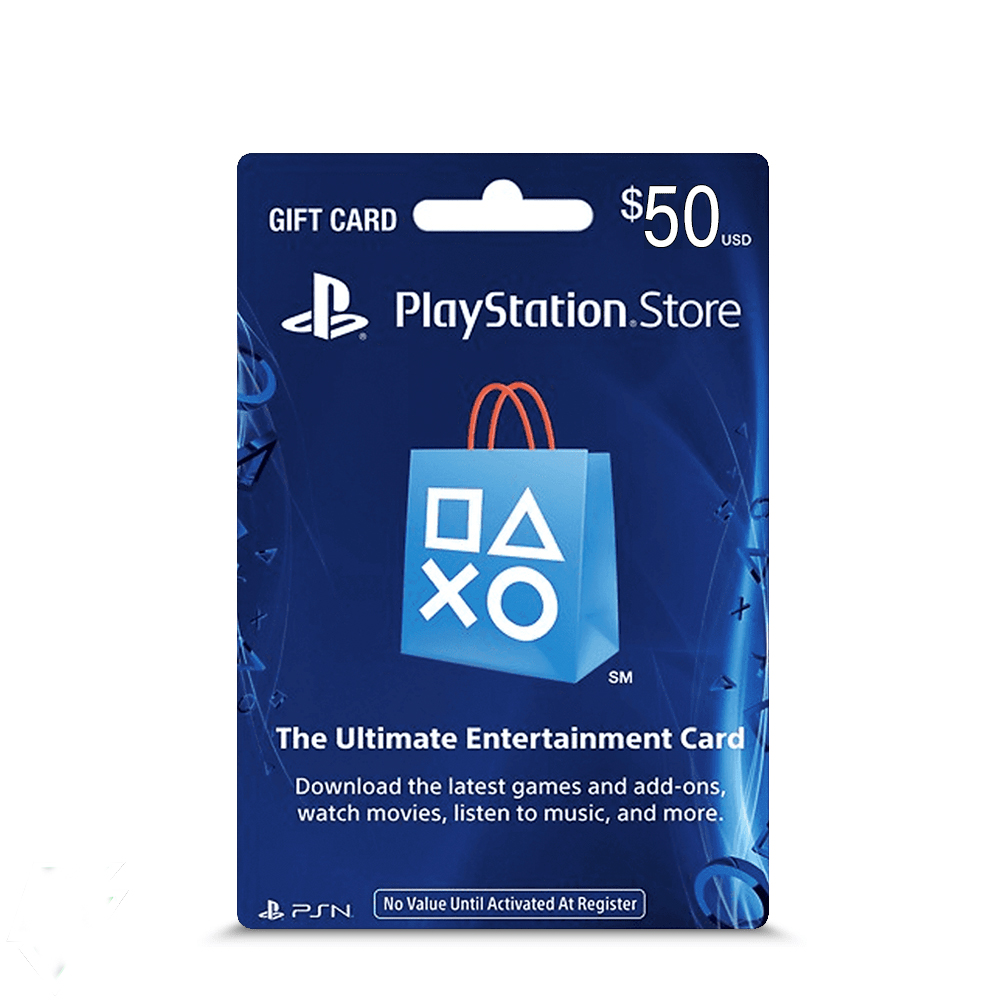 GIFT CARD
$50 USD
PlayStation®Store
®
SM
The Ultimate Entertainment Card
Download the latest games and add-ons,
watch movies, listen to music, and more.
PSN
No Value Until Activated At Register